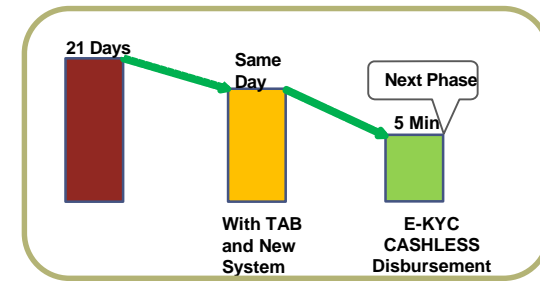 21 Days
Same
Day
Next Phase
5 Min
With TAB
and New
System
E-KYC
CASHLESS
Disbursement